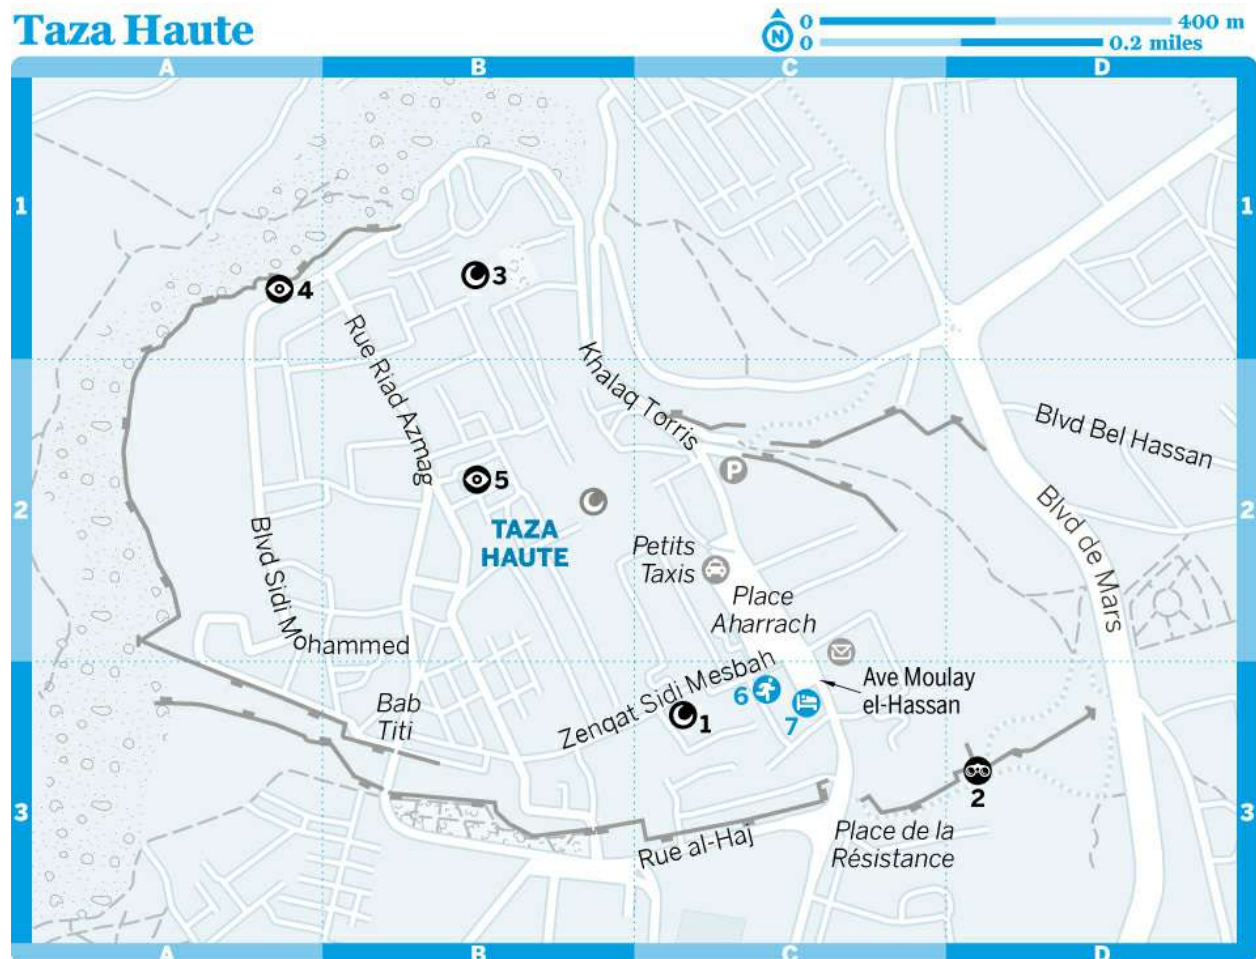 Taza Haute
N
0
400 m
0
0.2 miles
A
B
C
D
1
1
3
4
Rue Riad Azmag
Khalaq Torris
Blvd Bel Hassan
P
5
2
2
TAZA
HAUTE
Blvd de Mars
Petits
Taxis
Blvd Sidi Mohammed
Place
Aharrach
Zenqat Sidi Mesbah
Ave Moulay
el-Hassan
6
7
1
Bab
Titi
2
3
3
Rue al-Haj
Place de la
Résistance
A
B
C
D